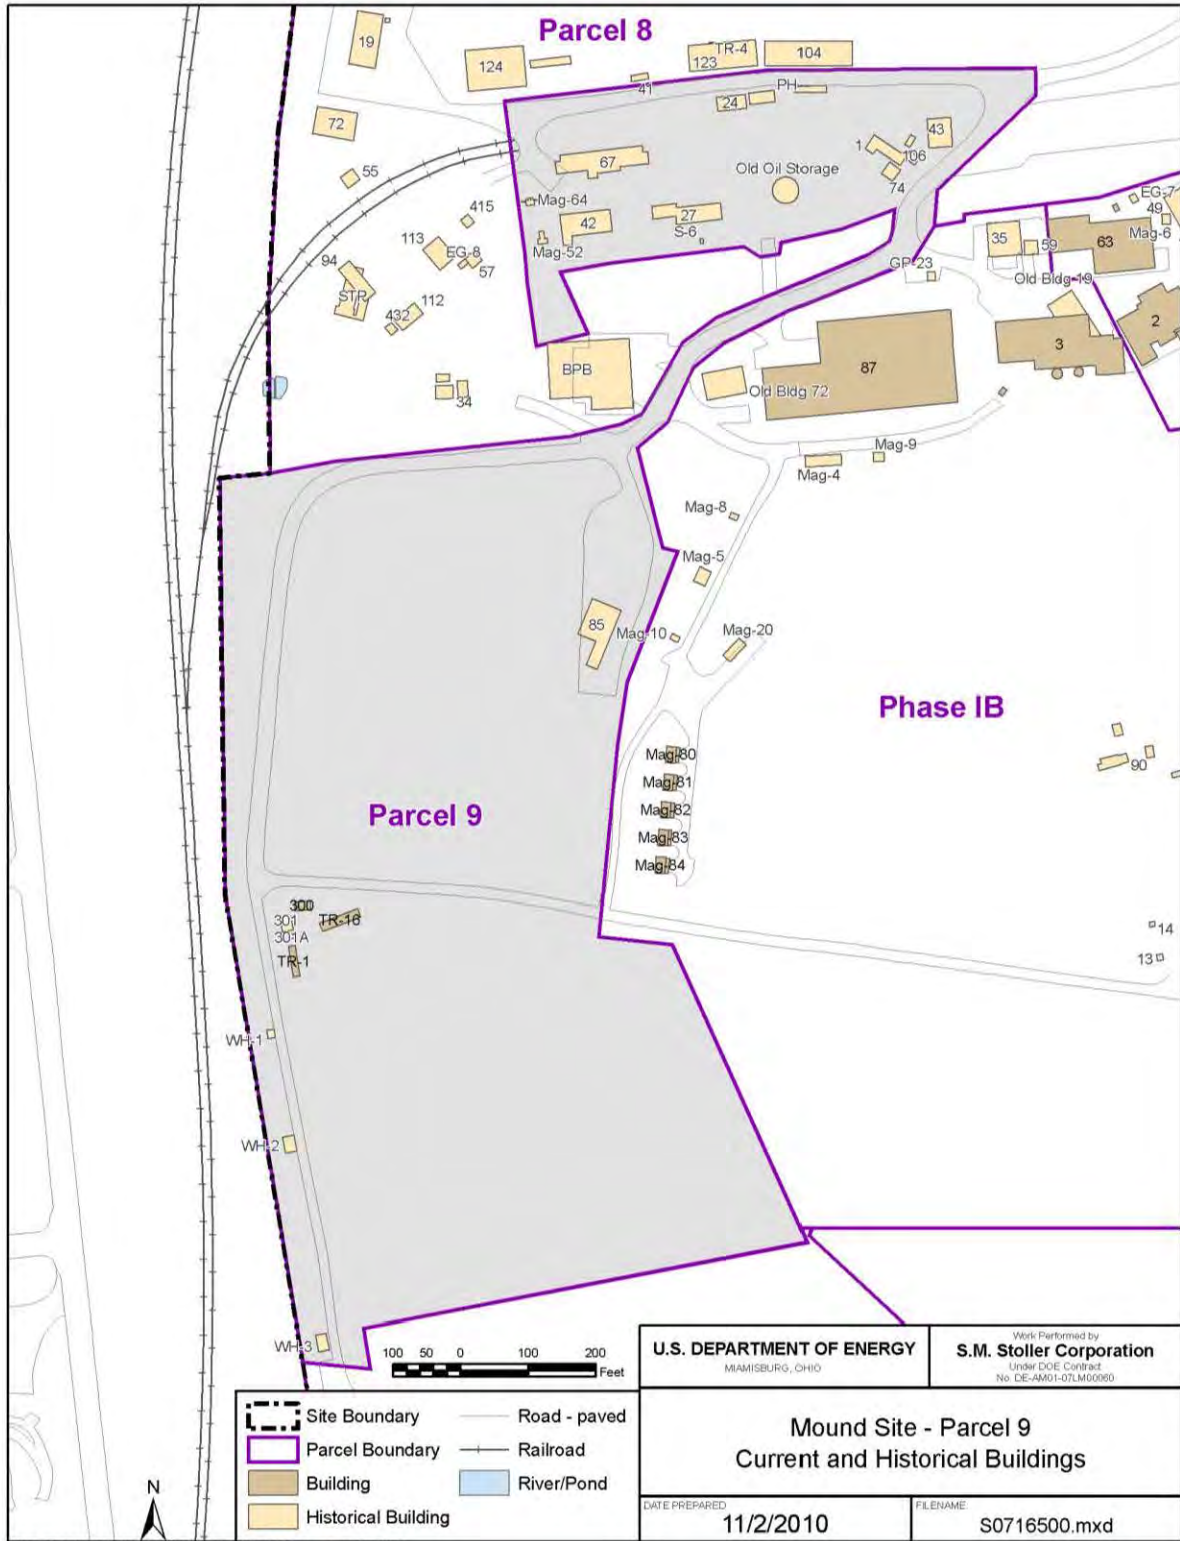 Parcel 8
19
124
TR-4
123
104
41
24
PH
72
1
43
106
67
55
Old Oil Storage
74
Mag-64
EG-7
415
42
27
49
S-6
Mag-6
113
35
59
63
94
EG-8
Mag-52
57
GP-23
Old Bldg 19
STP
112
432
2
3
BPB
87
34
Old Bldg 72
Mag-9
Mag-4
Mag-8
Mag-5
85
Mag-10
Mag-20
Phase IB
Mag-80
90
Mag-81
Parcel 9
Mag-82
Mag-83
Mag-84
300
301
TR-16
14
301A
TR-1
13
WH-1
WH-2
WH-3
100 50 0 100 200
Feet
U.S. DEPARTMENT OF ENERGY
MIAMISBURG, OHIO
Work Performed by
S.M. Stoller Corporation
Under DOE Contract
No. DE-AM01-07LM00060
Site Boundary
Road - paved
Parcel Boundary
Railroad
Building
River/Pond
Historical Building
N
Mound Site - Parcel 9
Current and Historical Buildings
DATE PREPARED
11/2/2010
FILENAME
S0716500.mxd